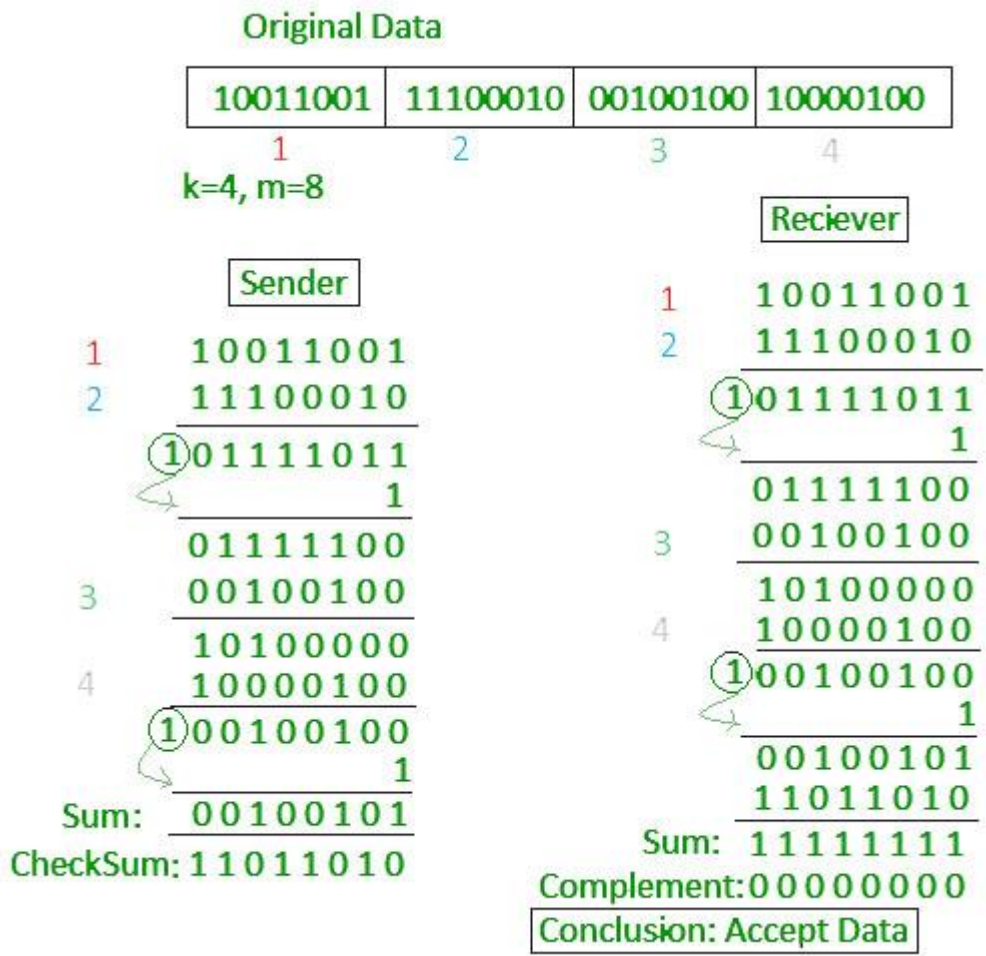 Original Data
10011001 11100010 00100100 10000100
1 2 3 4
k=4, m=8
Sender
1 10011001
2 11100010
1 01111011
1
01111100
3 00100100
10100000
4 10000100
1 00100100
1
Sum: 00100101
CheckSum: 11011010
Reciever
1 10011001
2 11100010
1 01111011
1
01111100
3 00100100
10100000
4 10000100
1 00100100
1
00100101
11011010
Sum: 11111111
Complement: 00000000
Conclusion: Accept Data